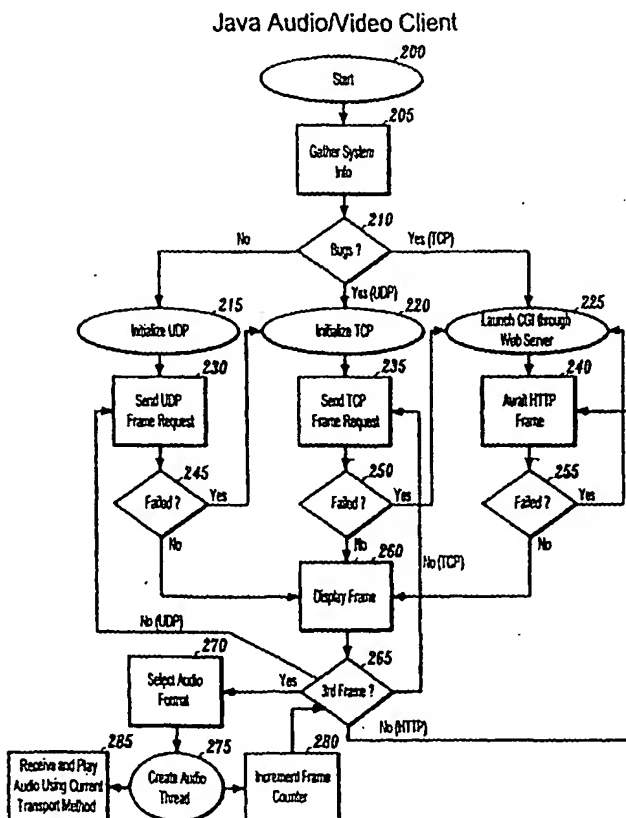 Java Audio/Video Client
200
Start
205
Gather System
Info
210
Bugs ?
No
Yes (TCP)
Yes (UDP)
215
Initialize UDP
220
Initialize TCP
225
Launch CGI through
Web Server
230
Send UDP
Frame Request
235
Send TCP
Frame Request
240
Await HTTP
Frame
245
Failed ?
Yes
No
250
Failed ?
Yes
No
255
Failed ?
Yes
No
260
Display Frame
No (TCP)
No (UDP)
265
3rd Frame ?
Yes
No (HTTP)
270
Select Audio
Format
275
Create Audio
Thread
280
Increment Frame
Counter
285
Receive and Play
Audio Using Current
Transport Method